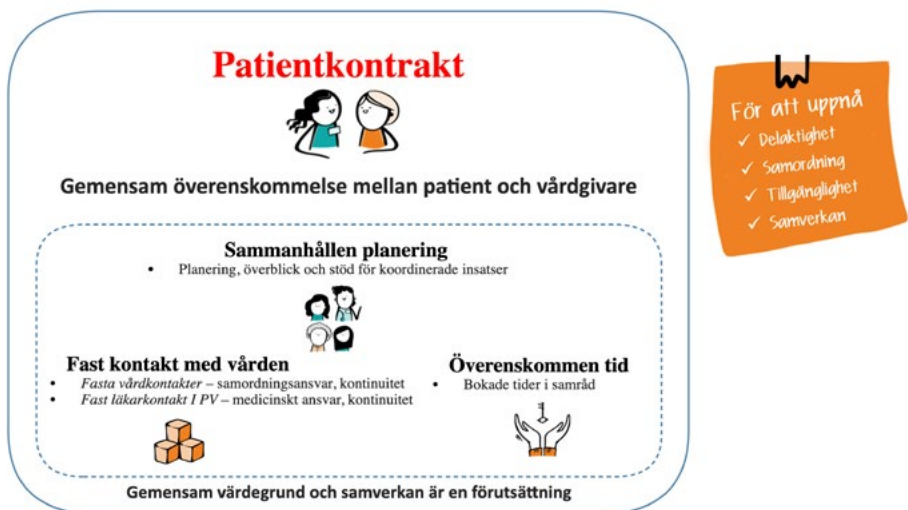 Patientkontrakt
Gemensam överenskommelse mellan patient och vårdgivare
Sammanhållen planering
• Planering, överblick och stöd för koordinerade insatser
Fast kontakt med vården
• Fasta vårdkontakter – samordningsansvar, kontinuitet
• Fast läkarkontakt I PV – medicinskt ansvar, kontinuitet
Överenskommen tid
• Bokade tider i samråd
Gemensam värdegrund och samverkan är en förutsättning
För att uppnå
✓ Delaktighet
✓ Samordning
✓ Tillgänglighet
✓ Samverkan